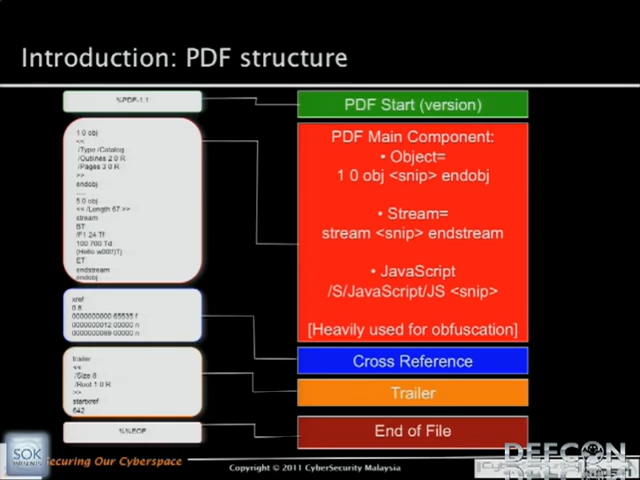 Introduction: PDF structure
%PDF-1.1
1 0 obj
<<
/Type /Catalog
/Outlines 2 0 R
/Pages 3 0 R
>>
endobj
....
5 0 obj
<< /Length 67 >>
stream
BT
/F1 24 Tf
100 700 Td
(Hello w00!)Tj
ET
endstream
endobj
xref
0 8
0000000000 65535 f
0000000012 00000 n
0000000089 00000 n
trailer
<<
/Size 8
/Root 1 0 R
>>
startxref
642
%%EOF
PDF Start (version)
PDF Main Component:
• Object=
1 0 obj <snip> endobj
• Stream=
stream <snip> endstream
• JavaScript
/S/JavaScript/JS <snip>
[Heavily used for obfuscation]
Cross Reference
Trailer
End of File
SOK
PRESENTS
Securing Our Cyberspace
Copyright © 2011 CyberSecurity Malaysia
DEFCON